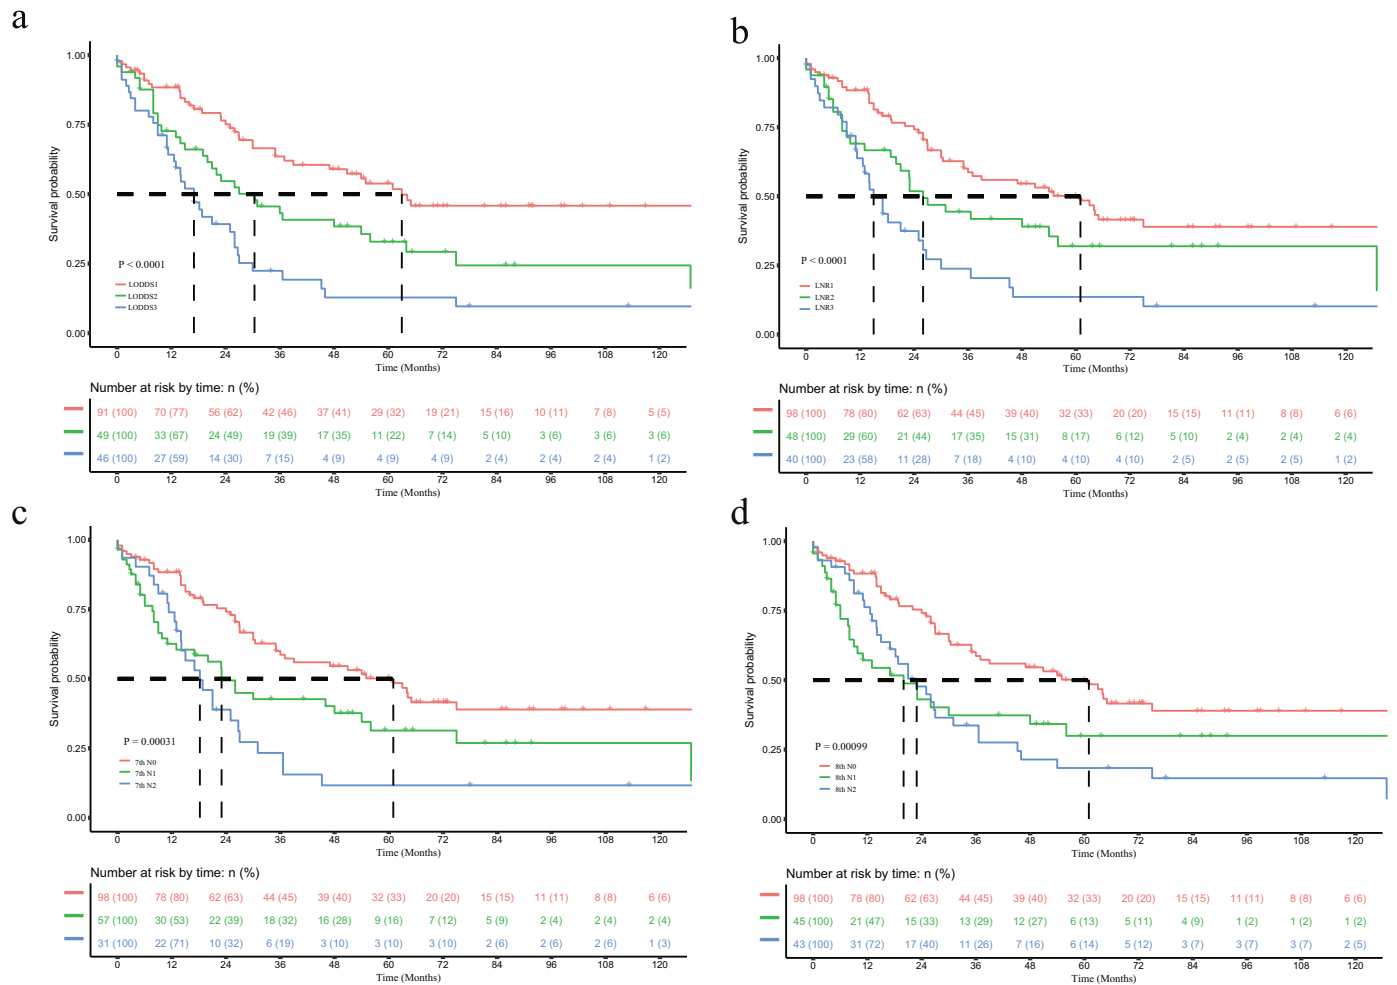 a
1.00
0.75
0.50
0.25
0.00
Survival probability
P < 0.0001
LODDS1
LODDS2
LODDS3
0 12 24 36 48 60 72 84 96 108 120
Time (Months)
Number at risk by time: n (%)
91 (100) 70 (77) 56 (62) 42 (46) 37 (41) 29 (32) 19 (21) 15 (16) 10 (11) 7 (8) 5 (5)
49 (100) 33 (67) 24 (49) 19 (39) 17 (35) 11 (22) 7 (14) 5 (10) 3 (6) 3 (6) 3 (6)
46 (100) 27 (59) 14 (30) 7 (15) 4 (9) 4 (9) 4 (9) 2 (4) 2 (4) 2 (4) 1 (2)
0 12 24 36 48 60 72 84 96 108 120
Time (Months)
b
1.00
0.75
0.50
0.25
0.00
Survival probability
P < 0.0001
LNR1
LNR2
LNR3
0 12 24 36 48 60 72 84 96 108 120
Time (Months)
Number at risk by time: n (%)
98 (100) 78 (80) 62 (63) 44 (45) 39 (40) 32 (33) 20 (20) 15 (15) 11 (11) 8 (8) 6 (6)
48 (100) 29 (60) 21 (44) 17 (35) 15 (31) 8 (17) 6 (12) 5 (10) 2 (4) 2 (4) 2 (4)
40 (100) 23 (58) 11 (28) 7 (18) 4 (10) 4 (10) 4 (10) 2 (5) 2 (5) 2 (5) 1 (2)
0 12 24 36 48 60 72 84 96 108 120
Time (Months)
c
1.00
0.75
0.50
0.25
0.00
Survival probability
P = 0.00031
7th N0
7th N1
7th N2
0 12 24 36 48 60 72 84 96 108 120
Time (Months)
Number at risk by time: n (%)
98 (100) 78 (80) 62 (63) 44 (45) 39 (40) 32 (33) 20 (20) 15 (15) 11 (11) 8 (8) 6 (6)
57 (100) 30 (53) 22 (39) 18 (32) 16 (28) 9 (16) 7 (12) 5 (9) 2 (4) 2 (4) 2 (4)
31 (100) 22 (71) 10 (32) 6 (19) 3 (10) 3 (10) 3 (10) 2 (6) 2 (6) 2 (6) 1 (3)
0 12 24 36 48 60 72 84 96 108 120
Time (Months)
d
1.00
0.75
0.50
0.25
0.00
Survival probability
P = 0.00099
8th N0
8th N1
8th N2
0 12 24 36 48 60 72 84 96 108 120
Time (Months)
Number at risk by time: n (%)
98 (100) 78 (80) 62 (63) 44 (45) 39 (40) 32 (33) 20 (20) 15 (15) 11 (11) 8 (8) 6 (6)
45 (100) 21 (47) 15 (33) 13 (29) 12 (27) 6 (13) 5 (11) 4 (9) 1 (2) 1 (2) 1 (2)
43 (100) 31 (72) 17 (40) 11 (26) 7 (16) 6 (14) 5 (12) 3 (7) 3 (7) 3 (7) 2 (5)
0 12 24 36 48 60 72 84 96 108 120
Time (Months)